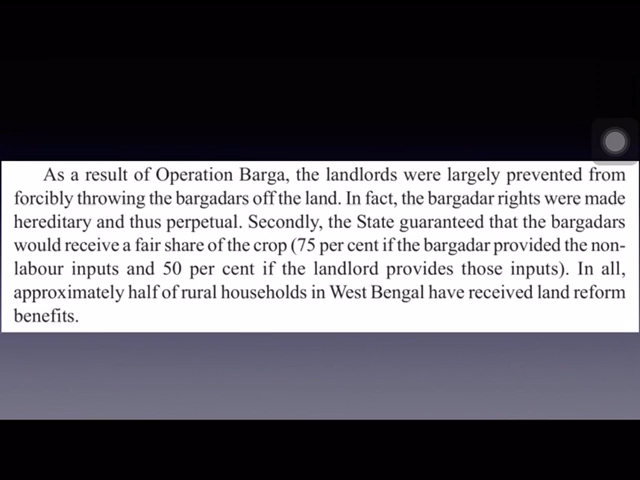 As a result of Operation Barga, the landlords were largely prevented from
forcibly throwing the bargadars off the land. In fact, the bargadar rights were made
hereditary and thus perpetual. Secondly, the State guaranteed that the bargadars
would receive a fair share of the crop (75 per cent if the bargadar provided the non-
labour inputs and 50 per cent if the landlord provides those inputs). In all,
approximately half of rural households in West Bengal have received land reform
benefits.